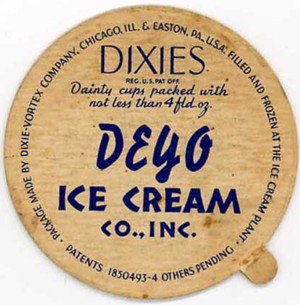 · PACKAGE MADE BY DIXIE-VORTEX COMPANY, CHICAGO, ILL. & EASTON, PA., U.S.A. FILLED AND FROZEN AT THE ICE CREAM PLANT ·
DIXIES
REG. U.S. PAT. OFF.
Dainty cups packed with
not less than 4 fld. oz.
DEYO
ICE CREAM
CO., INC.
PATENTS 1850493-4 OTHERS PENDING